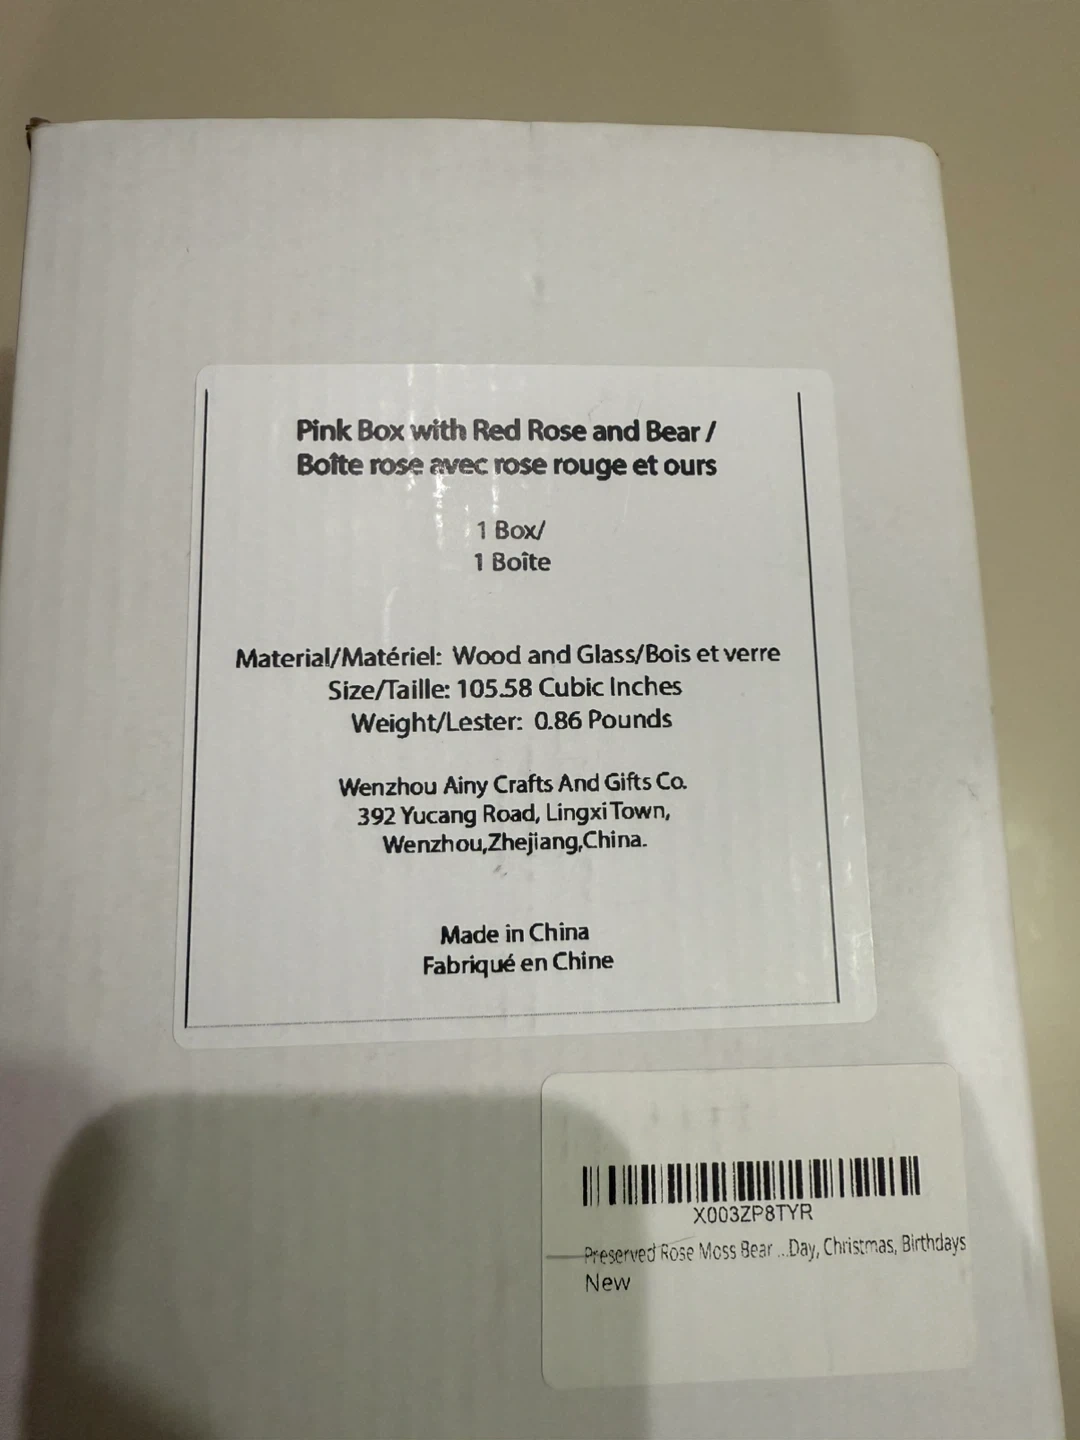 Pink Box with Red Rose and Bear /
Boîte rose avec rose rouge et ours
1 Box/
1 Boîte
Material/Matériel: Wood and Glass/Bois et verre
Size/Taille: 105.58 Cubic Inches
Weight/Lester: 0.86 Pounds
Wenzhou Ainy Crafts And Gifts Co.
392 Yucang Road, Lingxi Town,
Wenzhou,Zhejiang,China.
Made in China
Fabriqué en Chine
X003ZP8TYR
Preserved Rose Moss Bear ...Day, Christmas, Birthdays
New